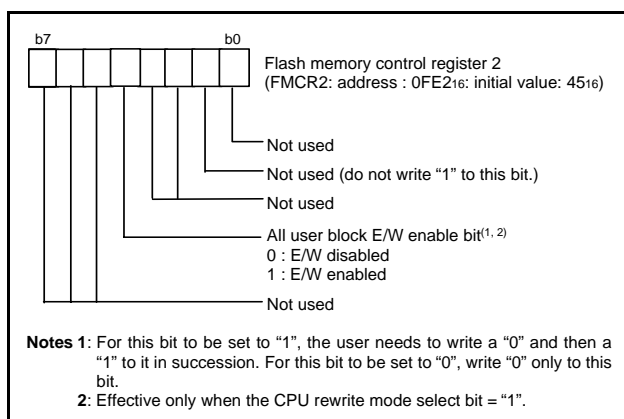 b7 b0
Flash memory control register 2
(FMCR2: address : 0FE216: initial value: 4516)
Not used
Not used (do not write “1” to this bit.)
Not used
All user block E/W enable bit(1, 2)
0 : E/W disabled
1 : E/W enabled
Not used
Notes 1: For this bit to be set to “1”, the user needs to write a “0” and then a
“1” to it in succession. For this bit to be set to “0”, write “0” only to this
bit.
2: Effective only when the CPU rewrite mode select bit = “1”.